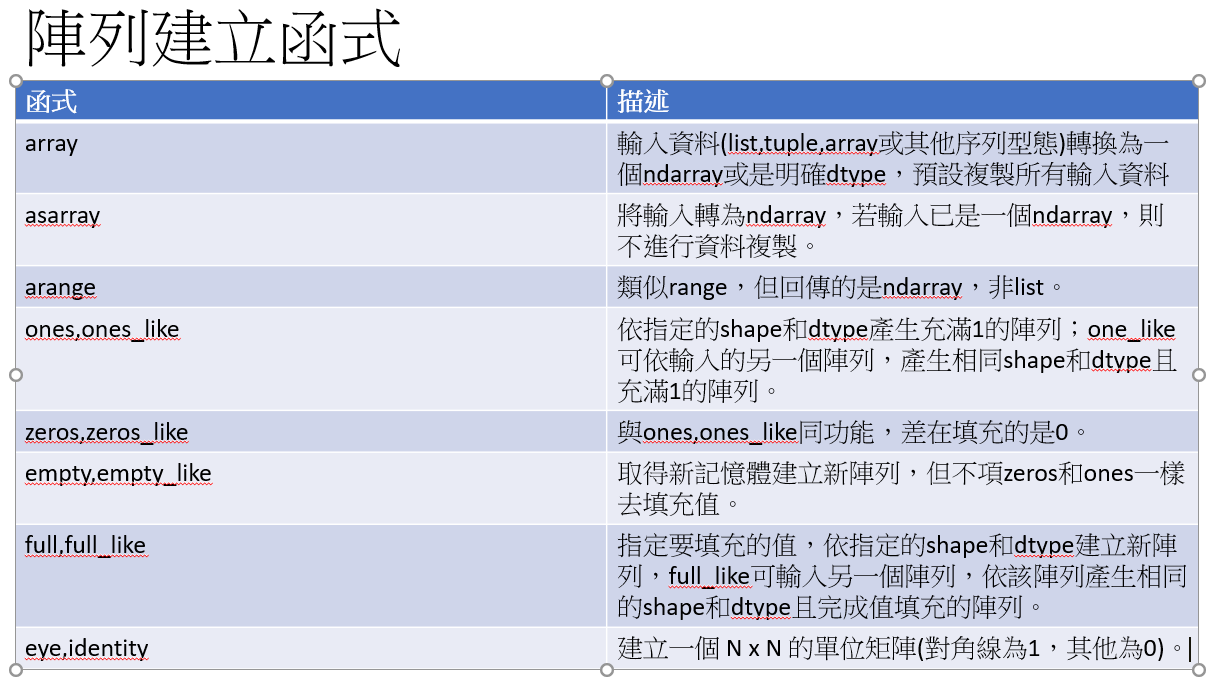 陣列建立函式
函式
描述
array
輸入資料(list,tuple,array或其他序列型態)轉換為一
個ndarray或是明確dtype，預設複製所有輸入資料
asarray
將輸入轉為ndarray，若輸入已是一個ndarray，則
不進行資料複製。
arange
類似range，但回傳的是ndarray，非list。
ones,ones_like
依指定的shape和dtype產生充滿1的陣列；one_like
可依輸入的另一個陣列，產生相同shape和dtype且
充滿1的陣列。
zeros,zeros_like
與ones,ones_like同功能，差在填充的是0。
empty,empty_like
取得新記憶體建立新陣列，但不項zeros和ones一樣
去填充值。
full,full_like
指定要填充的值，依指定的shape和dtype建立新陣
列，full_like可輸入另一個陣列，依該陣列產生相同
的shape和dtype且完成值填充的陣列。
eye,identity
建立一個 N x N 的單位矩陣(對角線為1，其他為0)。